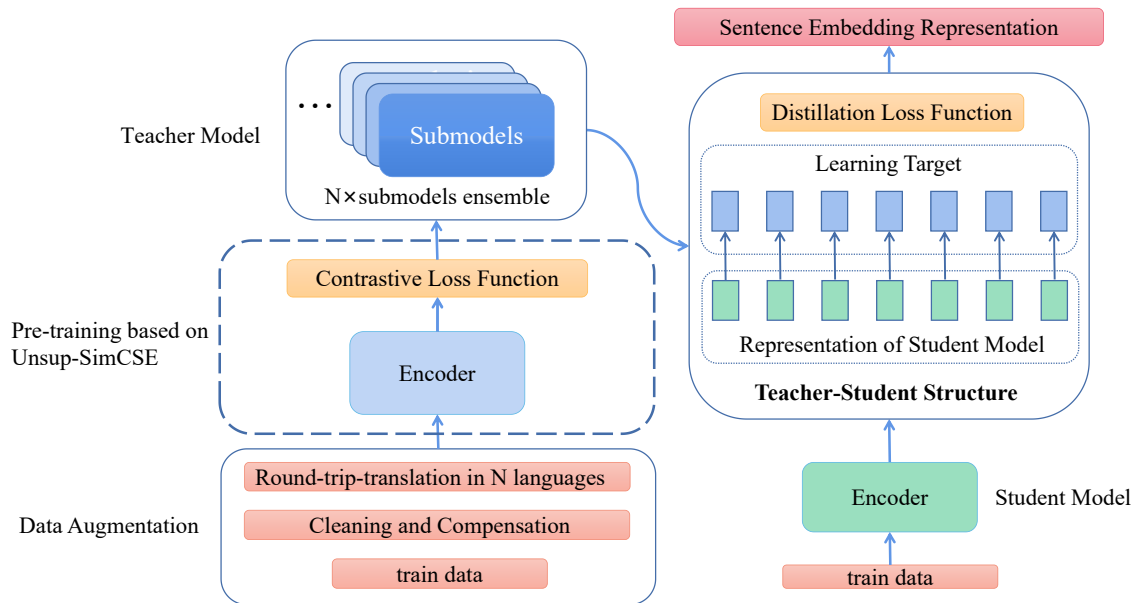 Sentence Embedding Representation
Teacher Model
...
Submodels
N×submodels ensemble
Distillation Loss Function
Learning Target
Representation of Student Model
Teacher-Student Structure
Pre-training based on
Unsup-SimCSE
Contrastive Loss Function
Encoder
Data Augmentation
Round-trip-translation in N languages
Cleaning and Compensation
train data
Encoder
Student Model
train data